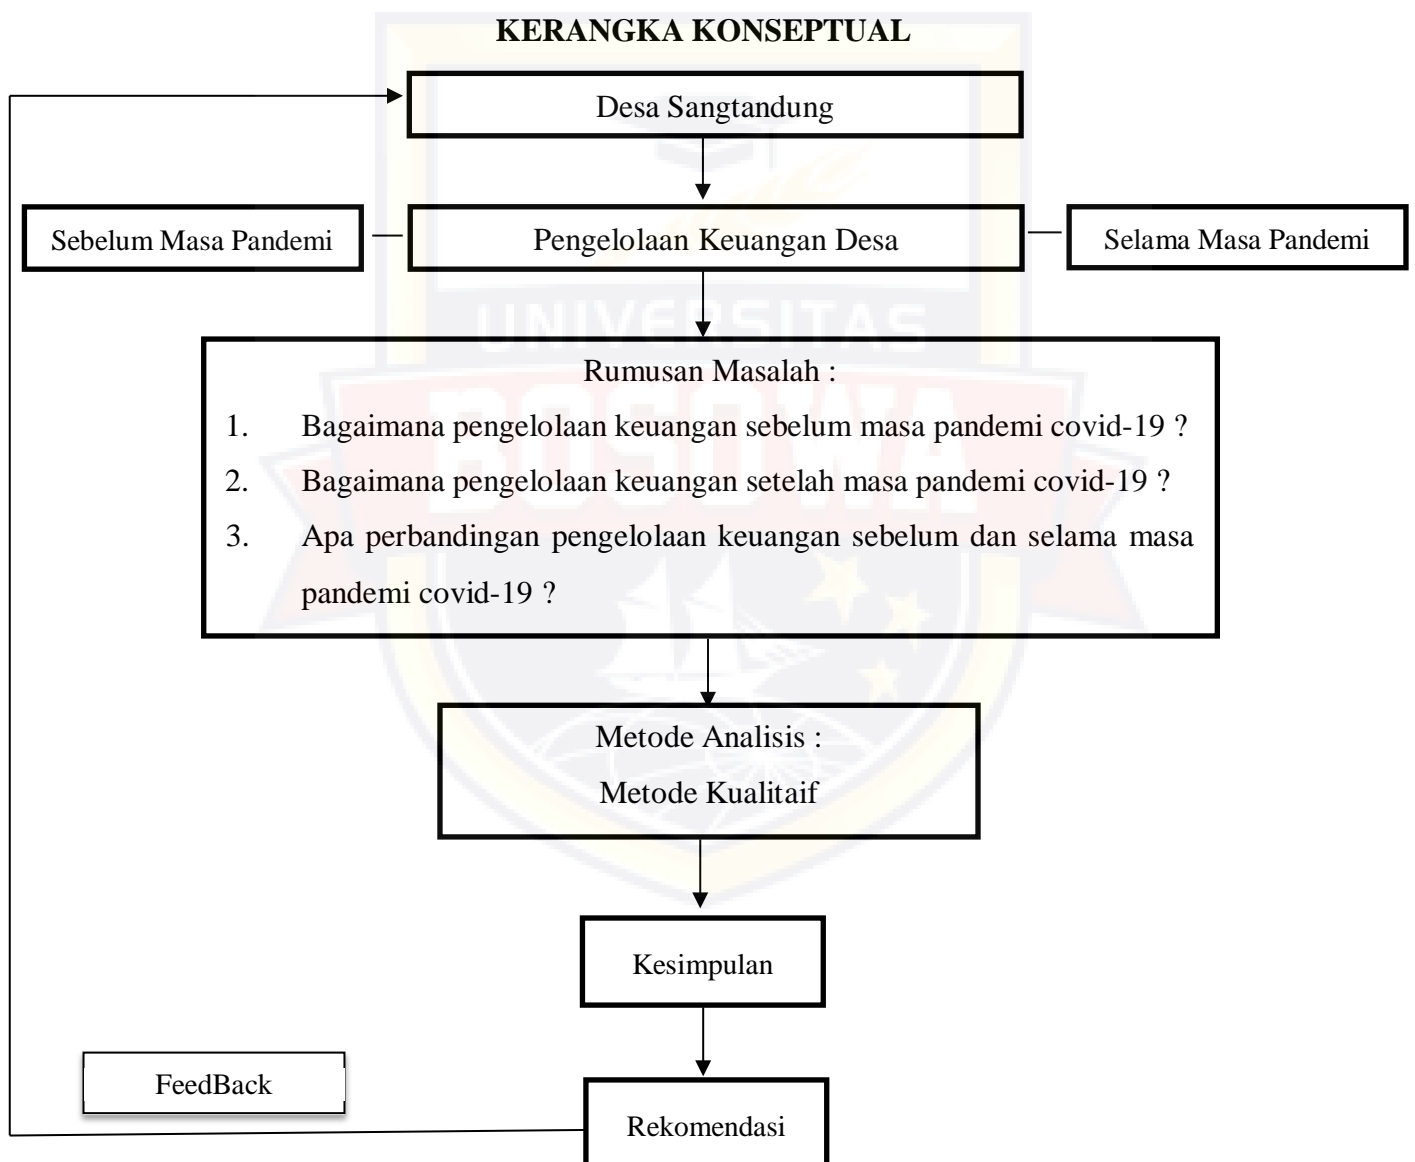 KERANGKA KONSEPTUAL
Desa Sangtandung
Sebelum Masa Pandemi
Pengelolaan Keuangan Desa
Selama Masa Pandemi
UNIVERSITAS
BOSOWA
Rumusan Masalah :
1. Bagaimana pengelolaan keuangan sebelum masa pandemi covid-19 ?
2. Bagaimana pengelolaan keuangan setelah masa pandemi covid-19 ?
3. Apa perbandingan pengelolaan keuangan sebelum dan selama masa
pandemi covid-19 ?
Metode Analisis :
Metode Kualitaif
Kesimpulan
FeedBack
Rekomendasi